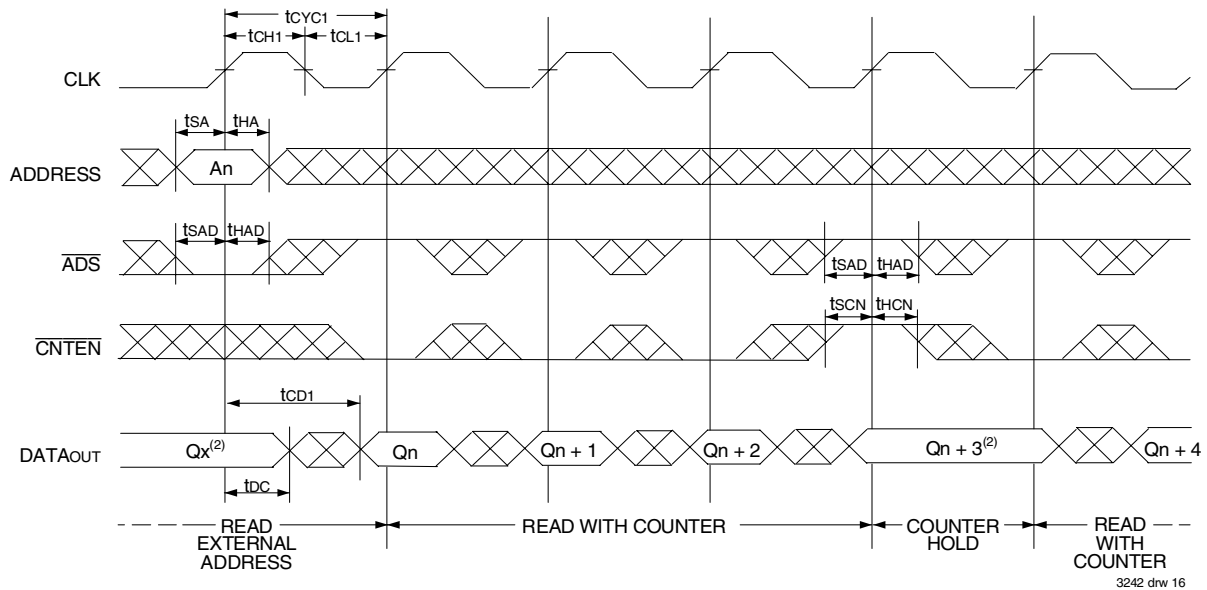 tCYC1
tCH1 tCL1
CLK
tSA tHA
ADDRESS An
tSAD tHAD
ADS tSAD tHAD
tSCN tHCN
CNTEN
tCD1
DATAOUT Qx(2) Qn Qn + 1 Qn + 2 Qn + 3(2) Qn + 4
tDC
READ EXTERNAL ADDRESS
READ WITH COUNTER
COUNTER HOLD
READ WITH COUNTER
3242 drw 16